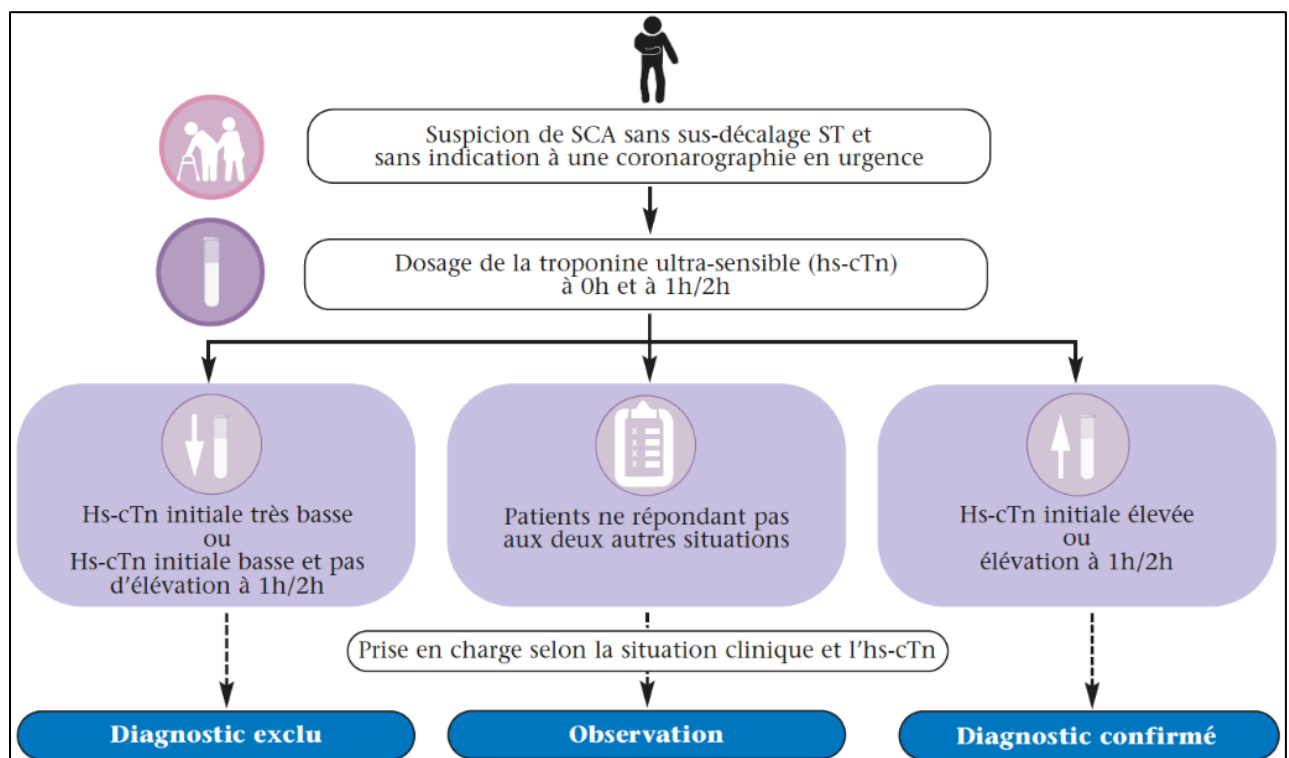 Suspicion de SCA sans sus-décalage ST et
sans indication à une coronarographie en urgence
Dosage de la troponine ultra-sensible (hs-cTn)
à 0h et à 1h/2h
Hs-cTn initiale très basse
ou
Hs-cTn initiale basse et pas
d'élévation à 1h/2h
Patients ne répondant pas
aux deux autres situations
Hs-cTn initiale élevée
ou
élévation à 1h/2h
Prise en charge selon la situation clinique et l'hs-cTn
Diagnostic exclu
Observation
Diagnostic confirmé